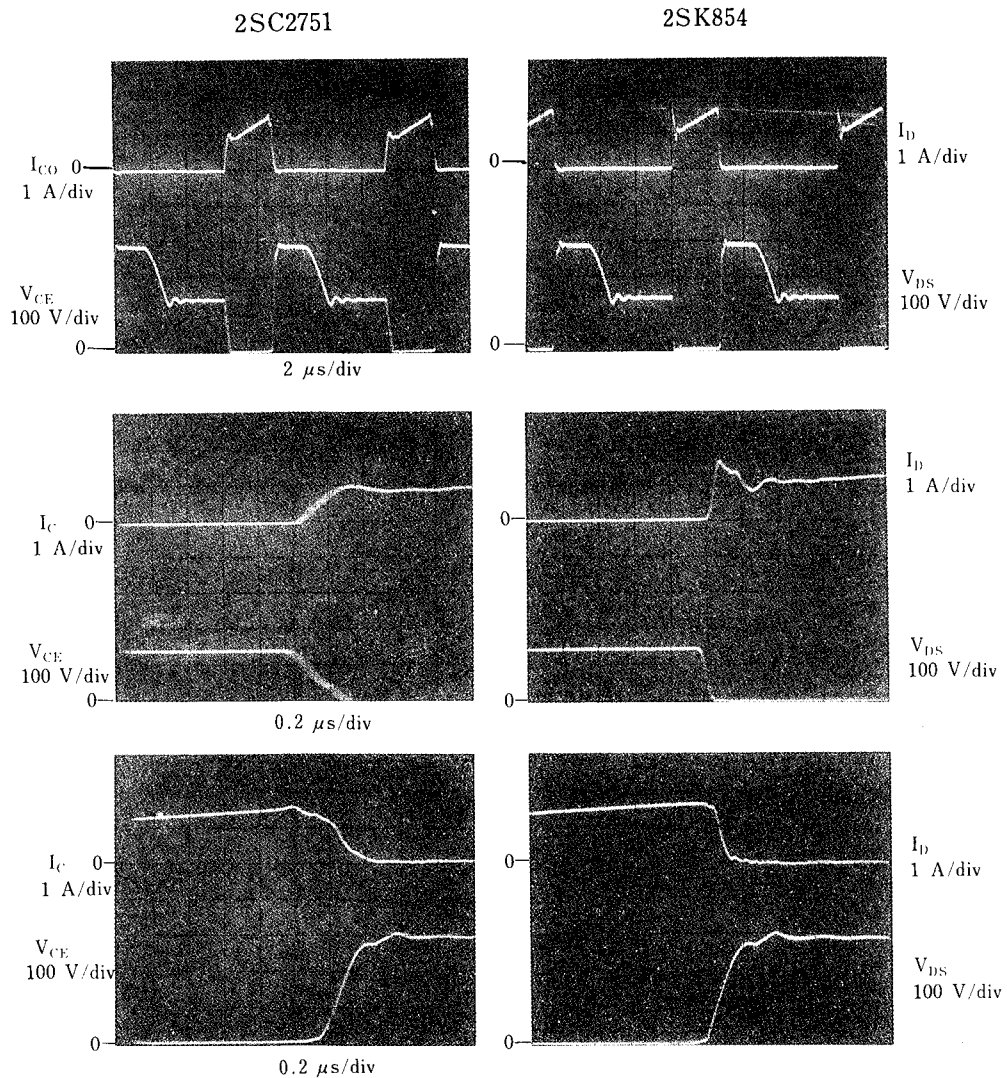 2SC2751
2SK854
I_CO 0
1 A/div
V_CE
100 V/div
0
2 μs/div
I_D
1 A/div
0
V_DS
100 V/div
0
I_C 0
1 A/div
V_CE
100 V/div
0
0.2 μs/div
I_D
1 A/div
0
V_DS
100 V/div
0
I_C 0
1 A/div
V_CE
100 V/div
0
0.2 μs/div
I_D
1 A/div
0
V_DS
100 V/div
0